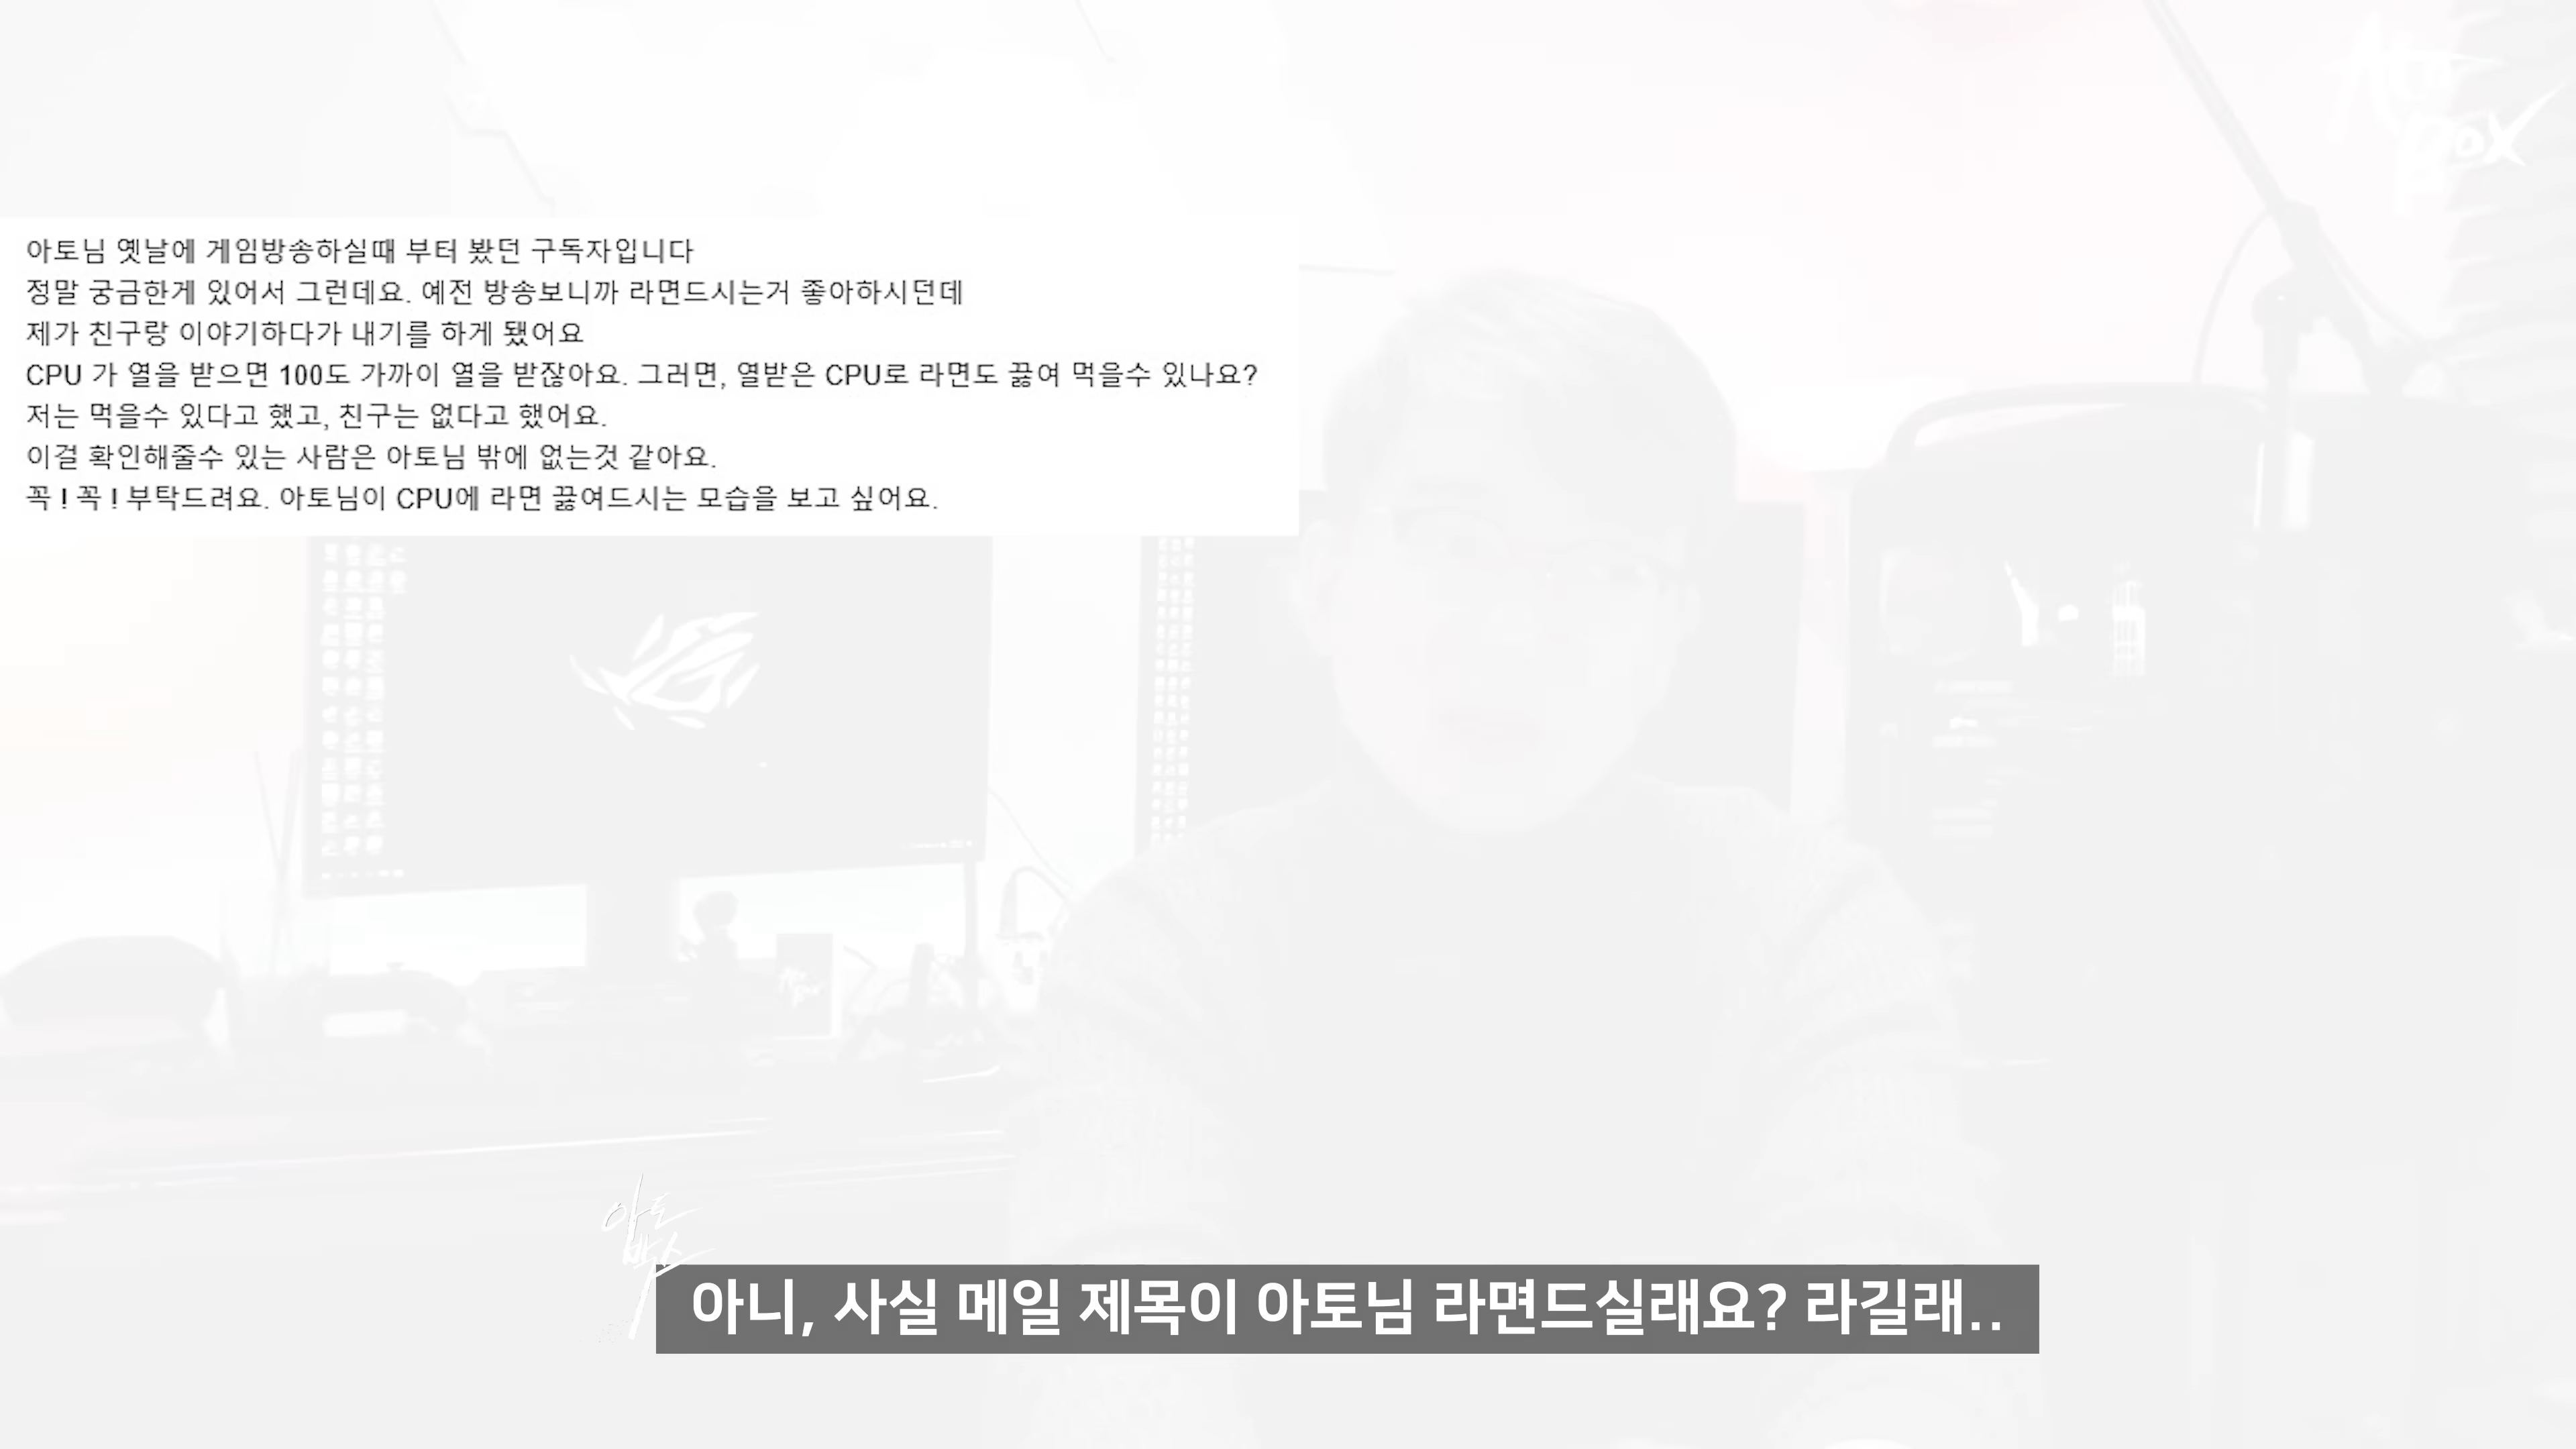 Ato
Box
아토님 옛날에 게임방송하실때 부터 봤던 구독자입니다
정말 궁금한게 있어서 그런데요. 예전 방송보니까 라면드시는거 좋아하시던데
제가 친구랑 이야기하다가 내기를 하게 됐어요
CPU 가 열을 받으면 100도 가까이 열을 받잖아요. 그러면, 열받은 CPU로 라면도 끓여 먹을수 있나요?
저는 먹을수 있다고 했고, 친구는 없다고 했어요.
이걸 확인해줄수 있는 사람은 아토님 밖에 없는것 같아요.
꼭 ! 꼭 ! 부탁드려요. 아토님이 CPU에 라면 끓여드시는 모습을 보고 싶어요.
아토
박스
아니, 사실 메일 제목이 아토님 라면드실래요? 라길래..